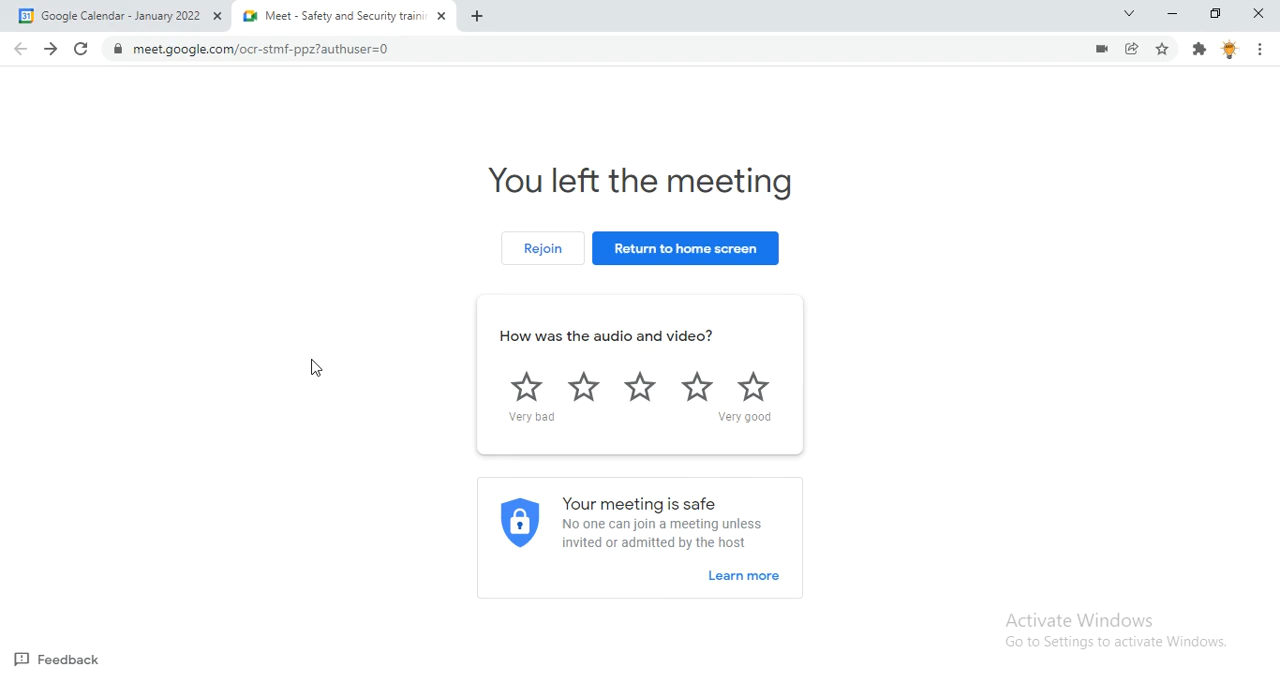 31 Google Calendar - January 2022
Meet - Safety and Security trainin
meet.google.com/ocr-stmf-ppz?authuser=0
You left the meeting
Rejoin
Return to home screen
How was the audio and video?
Very bad
Very good
Your meeting is safe
No one can join a meeting unless
invited or admitted by the host
Learn more
Activate Windows
Go to Settings to activate Windows.
Feedback